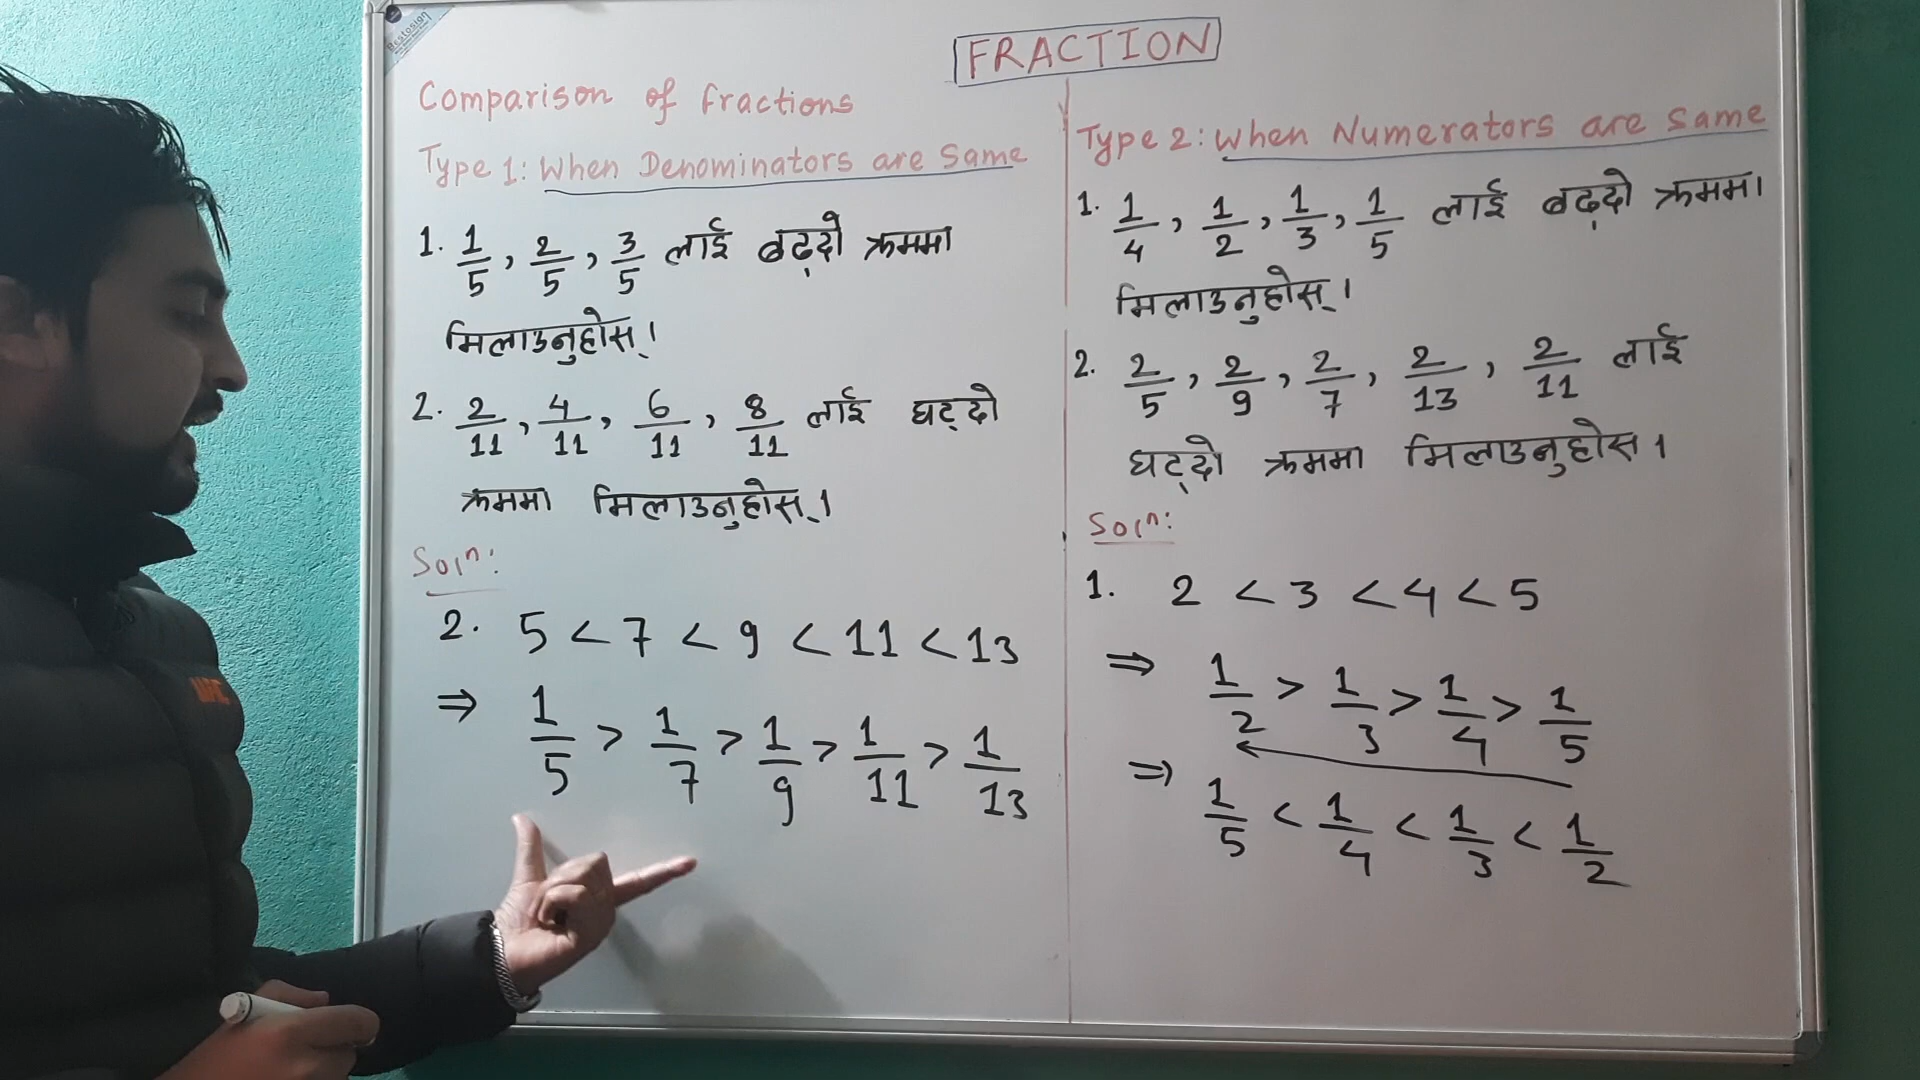 Bestosign
FRACTION
Comparison of fractions
Type 1: When Denominators are Same
1. 1/5, 2/5, 3/5 लाई बढ्दो क्रममा
मिलाउनुहोस्।
2. 2/11, 4/11, 6/11, 8/11 लाई घट्दो
क्रममा मिलाउनुहोस्।
Solⁿ:
2. 5 < 7 < 9 < 11 < 13
⇒ 1/5 > 1/7 > 1/9 > 1/11 > 1/13
Type 2: When Numerators are Same
1. 1/4, 1/2, 1/3, 1/5 लाई बढ्दो क्रममा।
मिलाउनुहोस्।
2. 2/5, 2/9, 2/7, 2/13, 2/11 लाई
घट्दो क्रममा मिलाउनुहोस।
Solⁿ:
1. 2 < 3 < 4 < 5
⇒ 1/2 > 1/3 > 1/4 > 1/5
⇒ 1/5 < 1/4 < 1/3 < 1/2